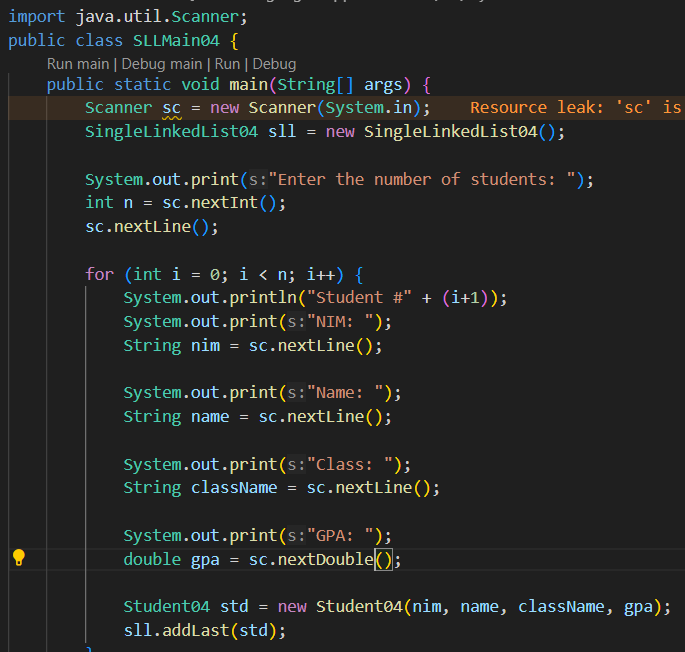 import java.util.Scanner;
public class SLLMain04 {
Run main | Debug main | Run | Debug
public static void main(String[] args) {
Scanner sc = new Scanner(System.in); Resource leak: 'sc' is
SingleLinkedList04 sll = new SingleLinkedList04();
System.out.print(s:"Enter the number of students: ");
int n = sc.nextInt();
sc.nextLine();
for (int i = 0; i < n; i++) {
System.out.println("Student #" + (i+1));
System.out.print(s:"NIM: ");
String nim = sc.nextLine();
System.out.print(s:"Name: ");
String name = sc.nextLine();
System.out.print(s:"Class: ");
String className = sc.nextLine();
System.out.print(s:"GPA: ");
double gpa = sc.nextDouble();
Student04 std = new Student04(nim, name, className, gpa);
sll.addLast(std);
}